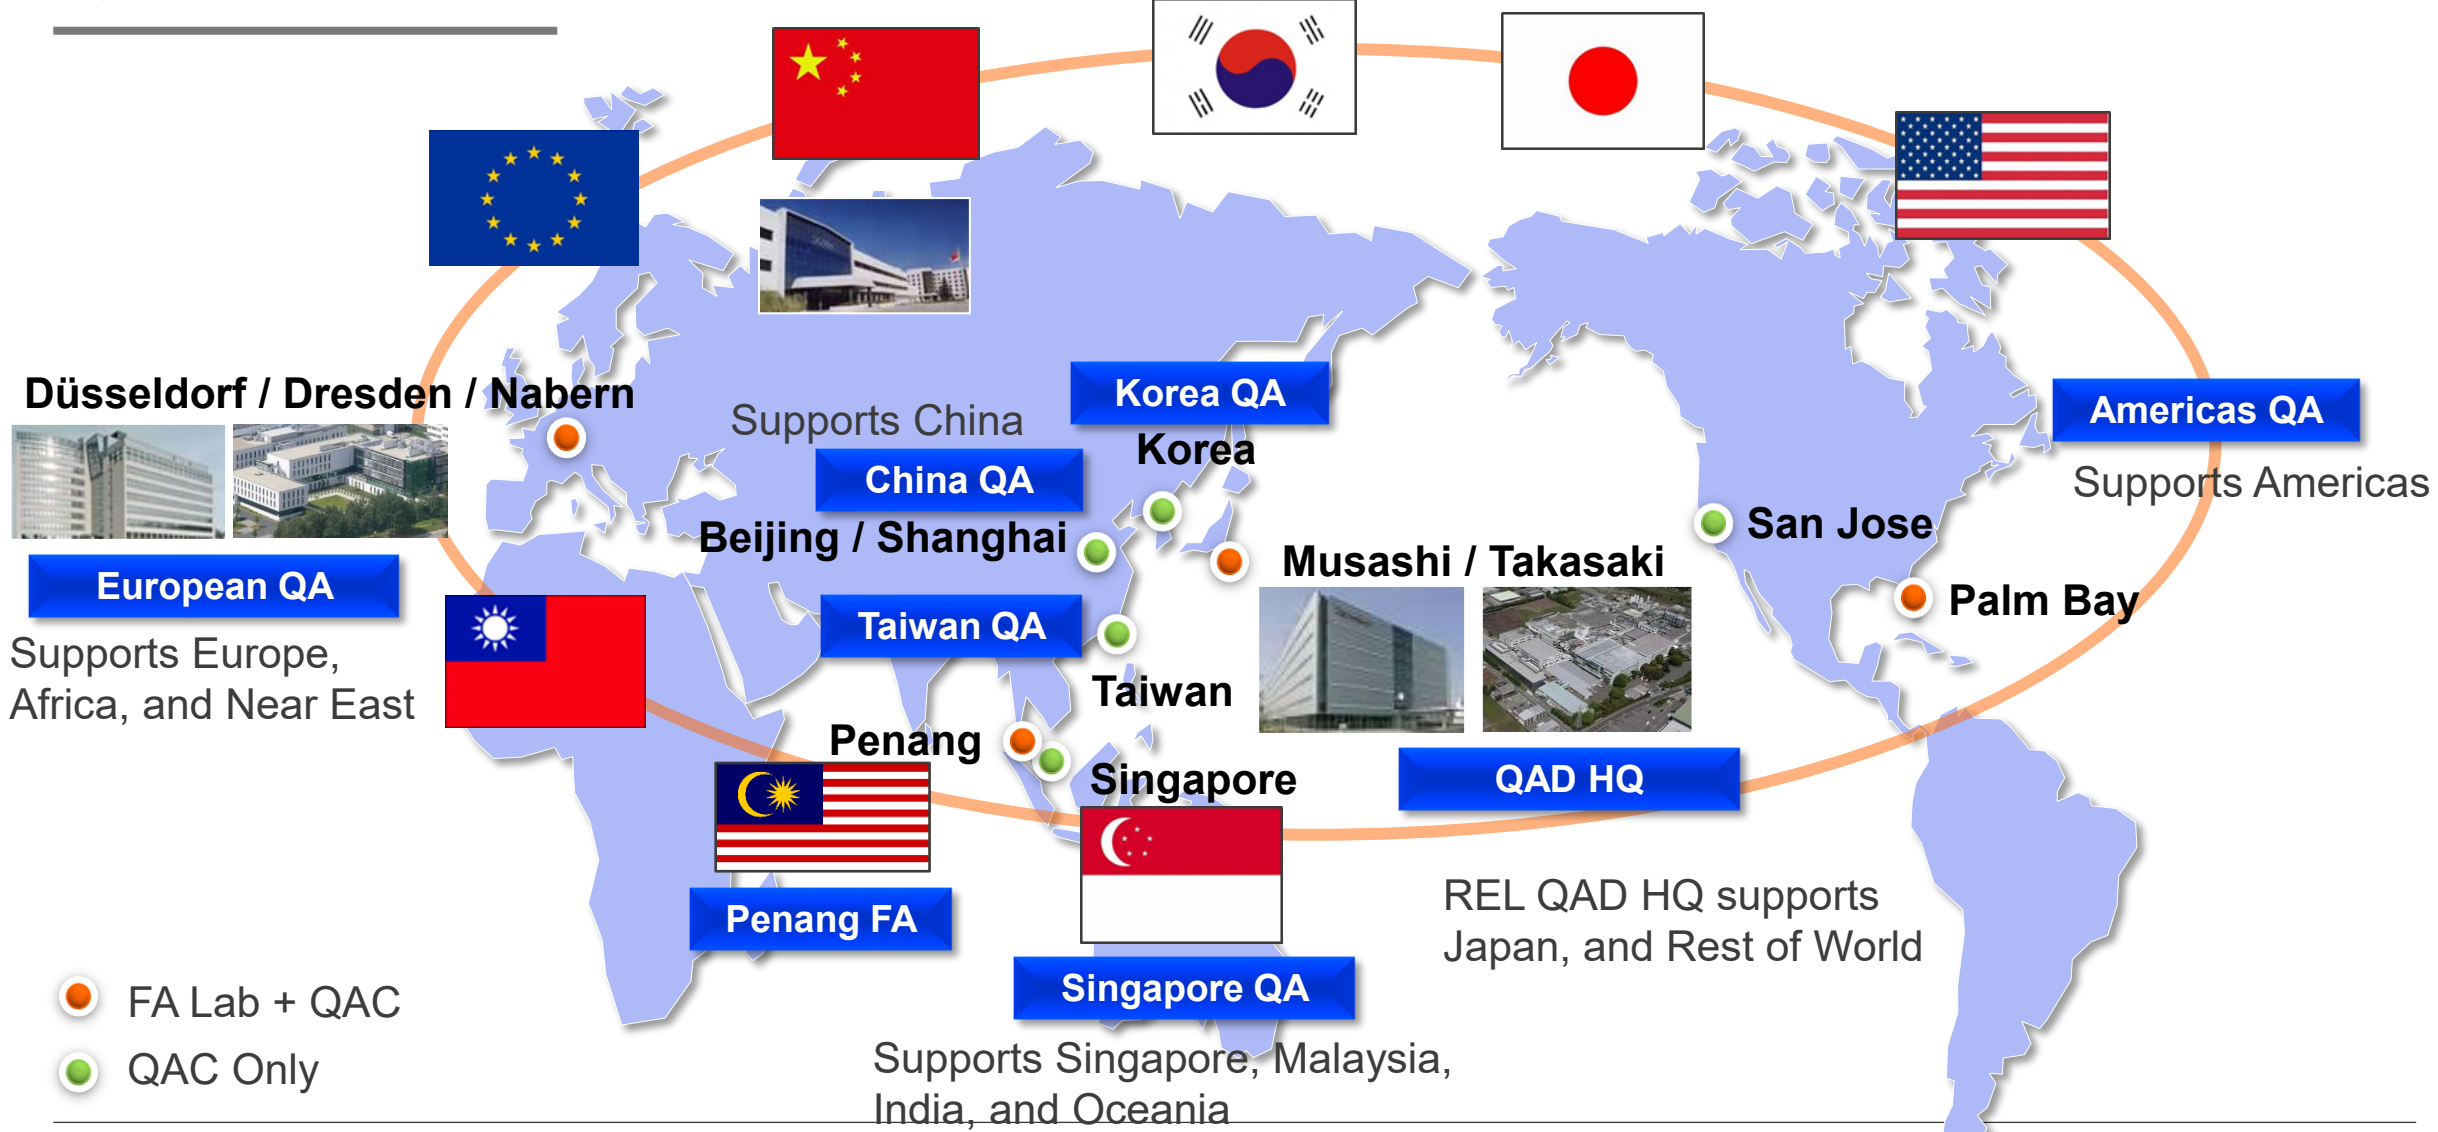 Korea QA
Düsseldorf / Dresden / Nabern
Supports China
Americas QA
Korea
China QA
Supports Americas
Beijing / Shanghai
San Jose
European QA
Musashi / Takasaki
Palm Bay
Taiwan QA
Supports Europe,
Africa, and Near East
Taiwan
Penang
Singapore
QAD HQ
Penang FA
REL QAD HQ supports
Japan, and Rest of World
Singapore QA
FA Lab + QAC
QAC Only
Supports Singapore, Malaysia,
India, and Oceania